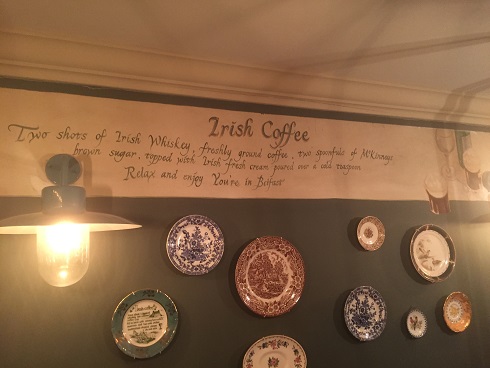 Irish Coffee
Two shots of Irish Whiskey, freshly ground coffee, two spoonfuls of McKinneys
brown sugar, topped with Irish fresh cream poured over a cold teaspoon
Relax and enjoy You're in Belfast